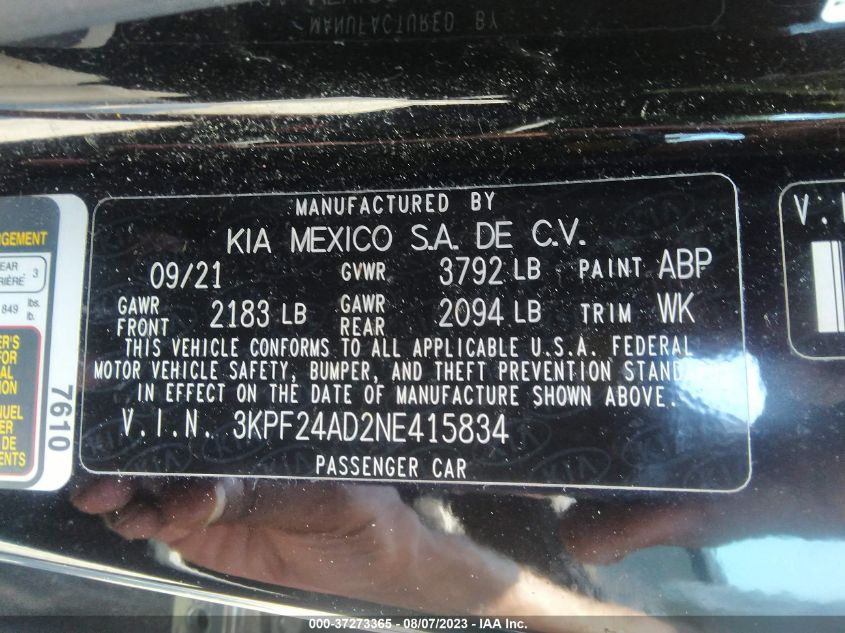 MANUFACTURED BY
MANUFACTURED BY
KIA MEXICO S.A. DE C.V.
09/21 GVWR 3792 LB PAINT ABP
GAWR FRONT 2183 LB GAWR REAR 2094 LB TRIM WK
THIS VEHICLE CONFORMS TO ALL APPLICABLE U.S.A. FEDERAL
MOTOR VEHICLE SAFETY, BUMPER, AND THEFT PREVENTION
IN EFFECT ON THE DATE OF MANUFACTURE SHOWN ABOVE.
V.I.N. 3KPF24AD2NE415834
PASSENGER CAR
3
849 lbs.
7610
V.I
000-37273365 - 08/07/2023 - IAA Inc.